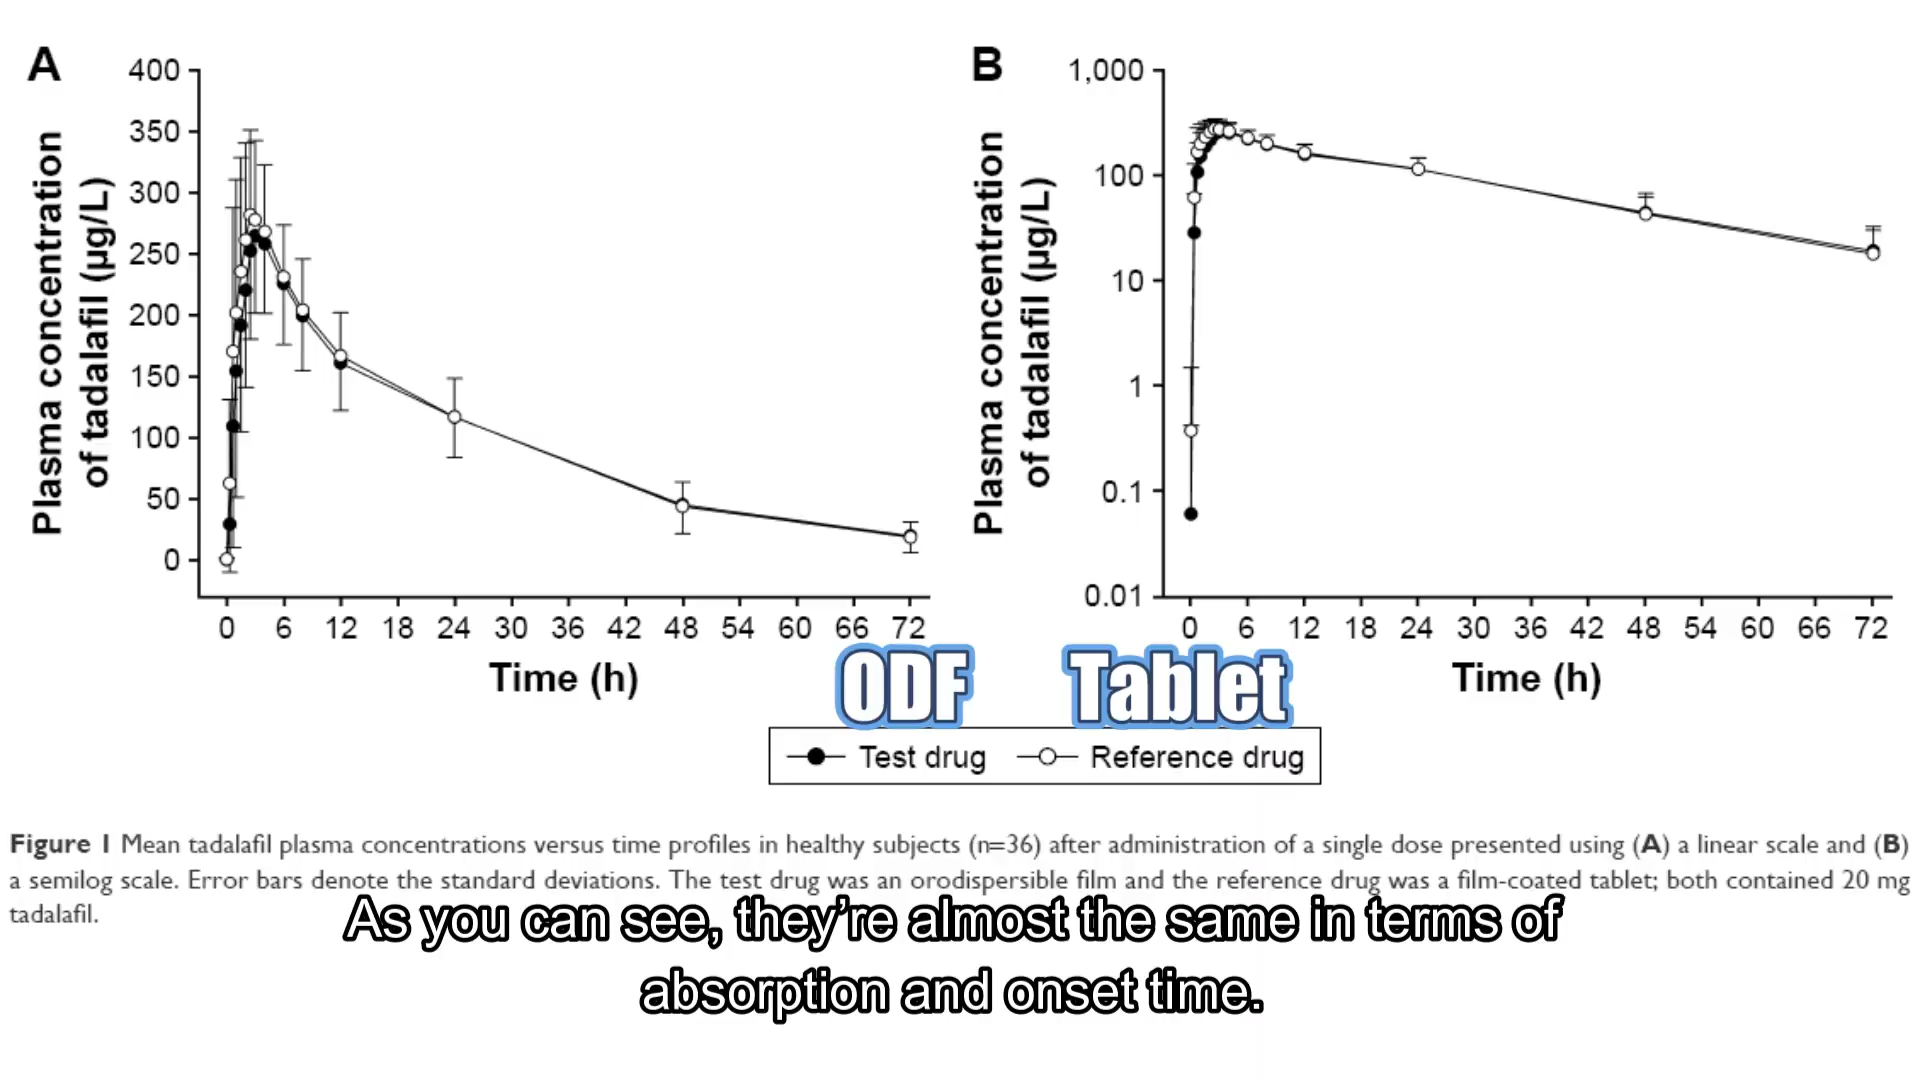 A
B
400
350
300
250
200
150
100
50
0
Plasma concentration
of tadalafil (µg/L)
0 6 12 18 24 30 36 42 48 54 60 66 72
Time (h)
1,000
100
10
1
0.1
0.01
Plasma concentration
of tadalafil (µg/L)
0 6 12 18 24 30 36 42 48 54 60 66 72
Time (h)
ODF Tablet
Test drug Reference drug
Figure 1 Mean tadalafil plasma concentrations versus time profiles in healthy subjects (n=36) after administration of a single dose presented using (A) a linear scale and (B)
a semilog scale. Error bars denote the standard deviations. The test drug was an orodispersible film and the reference drug was a film-coated tablet; both contained 20 mg
tadalafil.
As you can see, they’re almost the same in terms of
absorption and onset time.